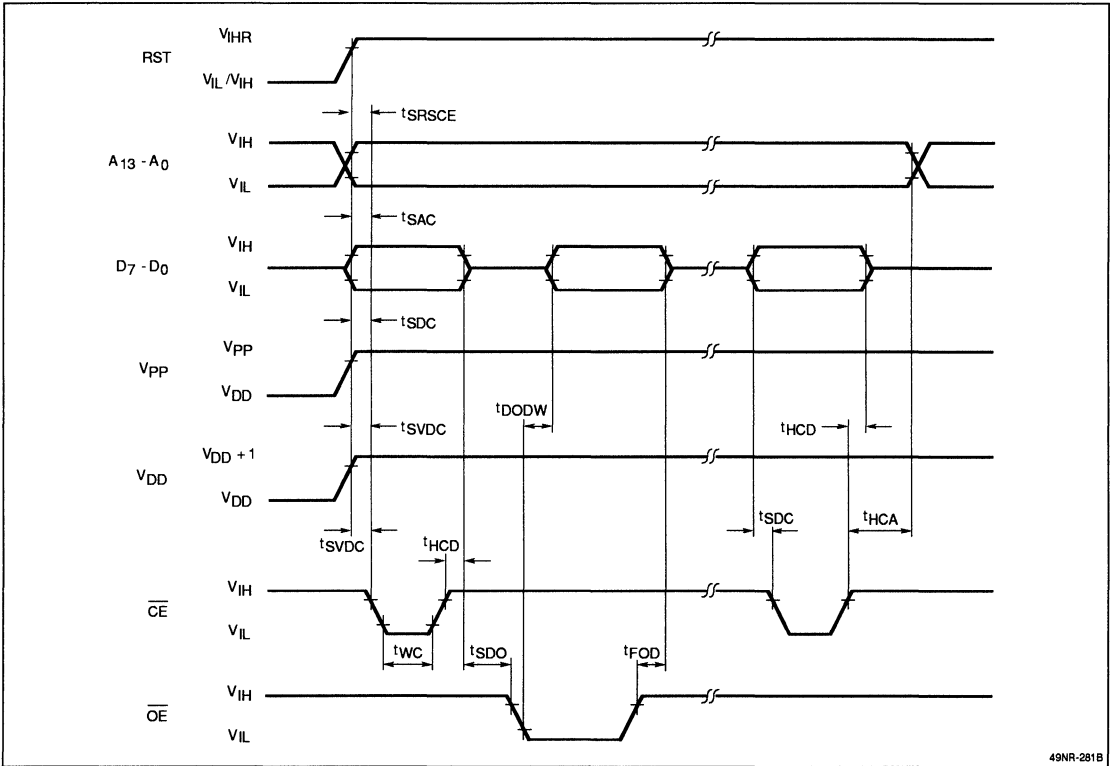 VIHR
RST
VIL /VIH
tSRSCE
VIH
A13 - A0
VIL
tSAC
VIH
D7 - D0
VIL
tSDC
VPP
VPP
VDD
tDODW
tSVDC
tHCD
VDD + 1
VDD
VDD
tSDC
tHCA
tSVDC
tHCD
VIH
CE
VIL
tWC
tSDO
tFOD
VIH
OE
VIL
49NR-281B